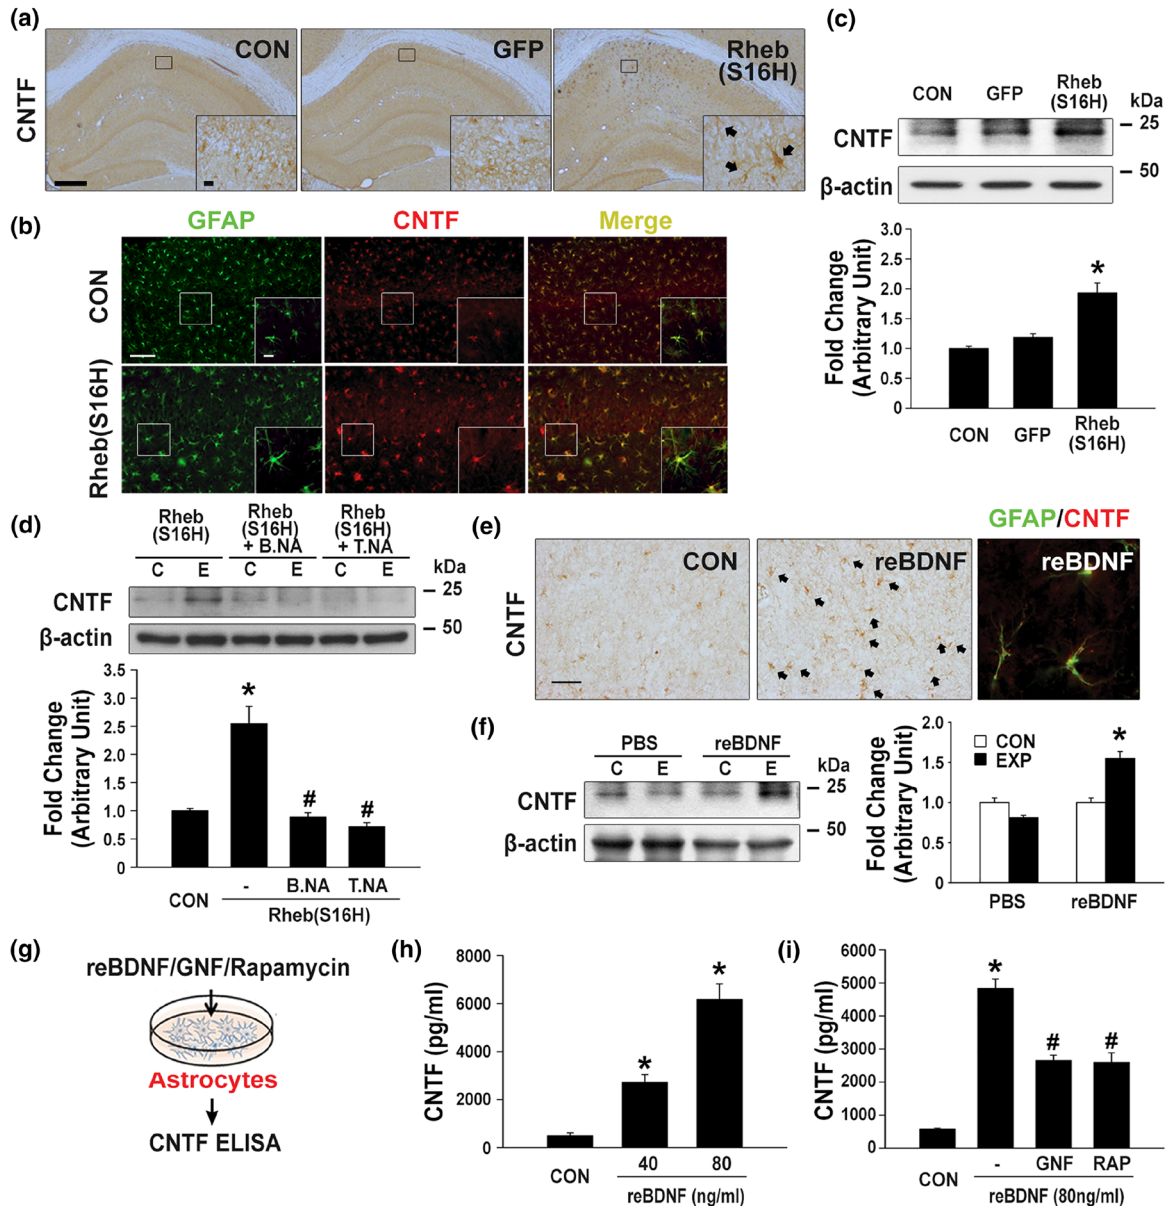 (a)
CNTF
CON
GFP
Rheb
(S16H)
(b)
GFAP
CNTF
Merge
CON
Rheb(S16H)
(c)
CON
GFP
Rheb
(S16H)
kDa
CNTF
25
β-actin
50
Fold Change
(Arbitrary Unit)
3.0
2.5
2.0
1.5
1.0
0.5
0
*
CON
GFP
Rheb
(S16H)
(d)
Rheb
(S16H)
Rheb
(S16H)
+ B.NA
Rheb
(S16H)
+ T.NA
C E C E C E
kDa
CNTF
25
β-actin
50
Fold Change
(Arbitrary Unit)
3.5
3.0
2.5
2.0
1.5
1.0
0.5
0
*
#
#
CON
- B.NA T.NA
Rheb(S16H)
(e)
CNTF
CON
reBDNF
GFAP/CNTF
reBDNF
(f)
PBS reBDNF
C E C E
kDa
CNTF
25
β-actin
50
Fold Change
(Arbitrary Unit)
2.0
1.5
1.0
0.5
0
CON
EXP
*
PBS
reBDNF
(g)
reBDNF/GNF/Rapamycin
Astrocytes
CNTF ELISA
(h)
CNTF (pg/ml)
8000
6000
4000
2000
0
*
*
CON
40 80
reBDNF (ng/ml)
(i)
CNTF (pg/ml)
6000
5000
4000
3000
2000
1000
0
*
#
#
CON
- GNF RAP
reBDNF (80ng/ml)